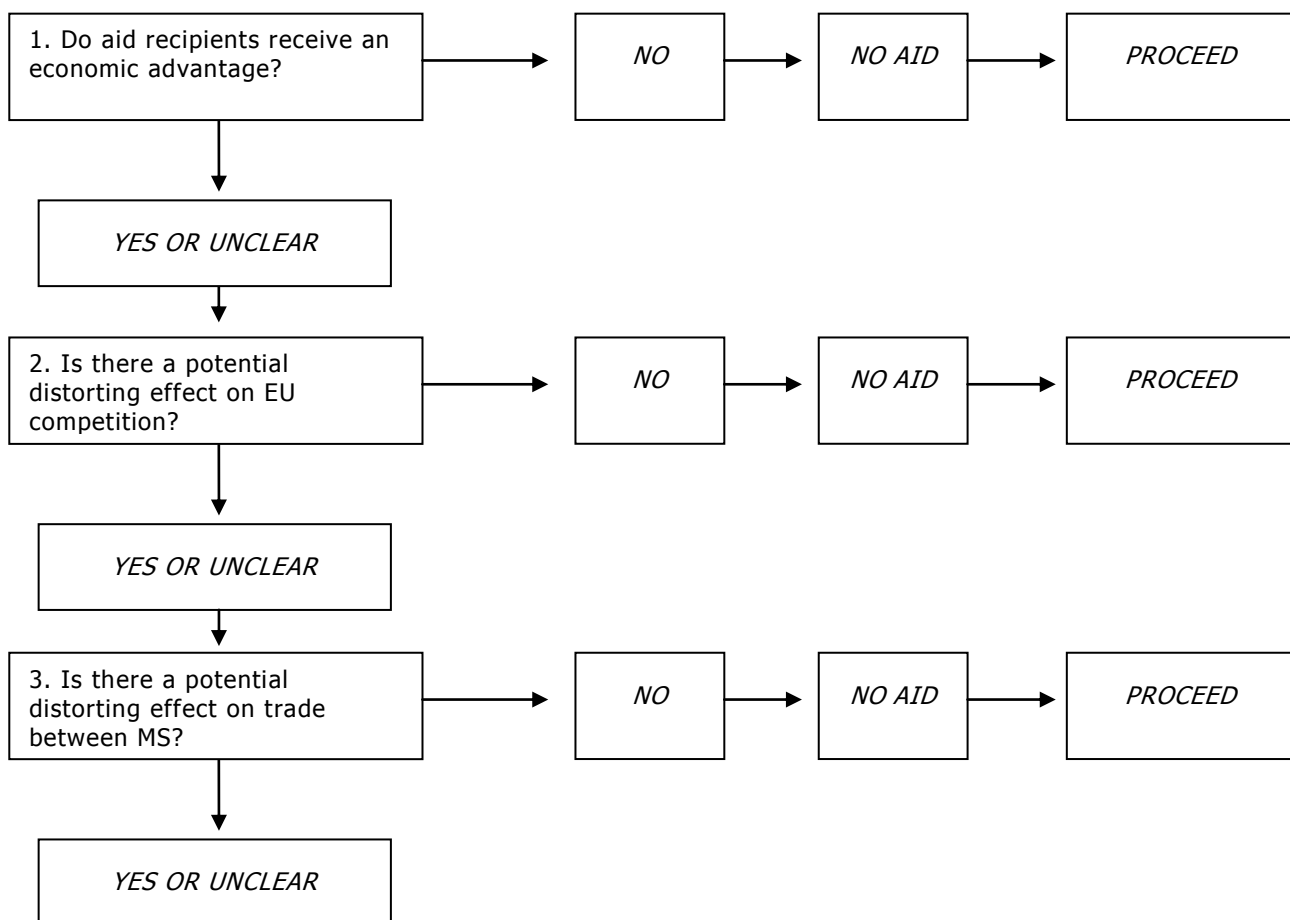 1. Do aid recipients receive an
economic advantage?
NO
NO AID
PROCEED
YES OR UNCLEAR
2. Is there a potential
distorting effect on EU
competition?
NO
NO AID
PROCEED
YES OR UNCLEAR
3. Is there a potential
distorting effect on trade
between MS?
NO
NO AID
PROCEED
YES OR UNCLEAR